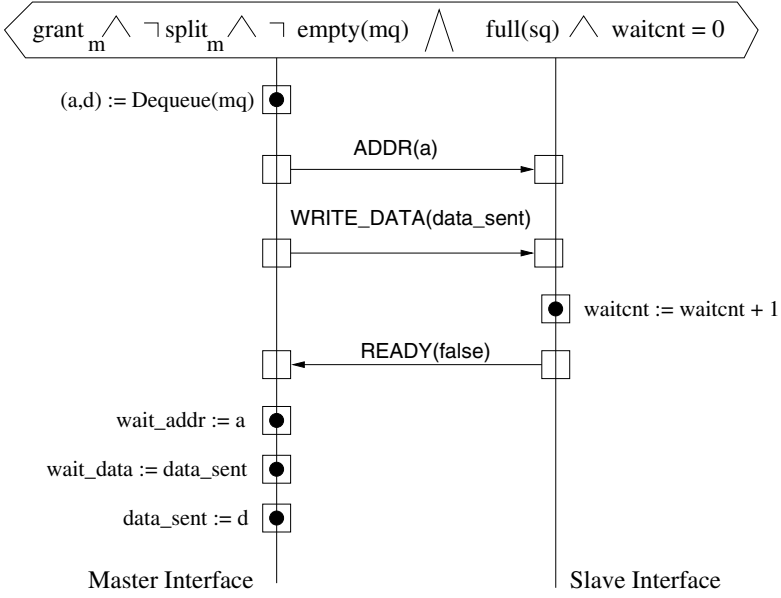 grant_m ∧ ¬ split_m ∧ ¬ empty(mq) ∧ full(sq) ∧ waitcnt = 0
(a,d) := Dequeue(mq)
ADDR(a)
WRITE_DATA(data_sent)
waitcnt := waitcnt + 1
READY(false)
wait_addr := a
wait_data := data_sent
data_sent := d
Master Interface Slave Interface